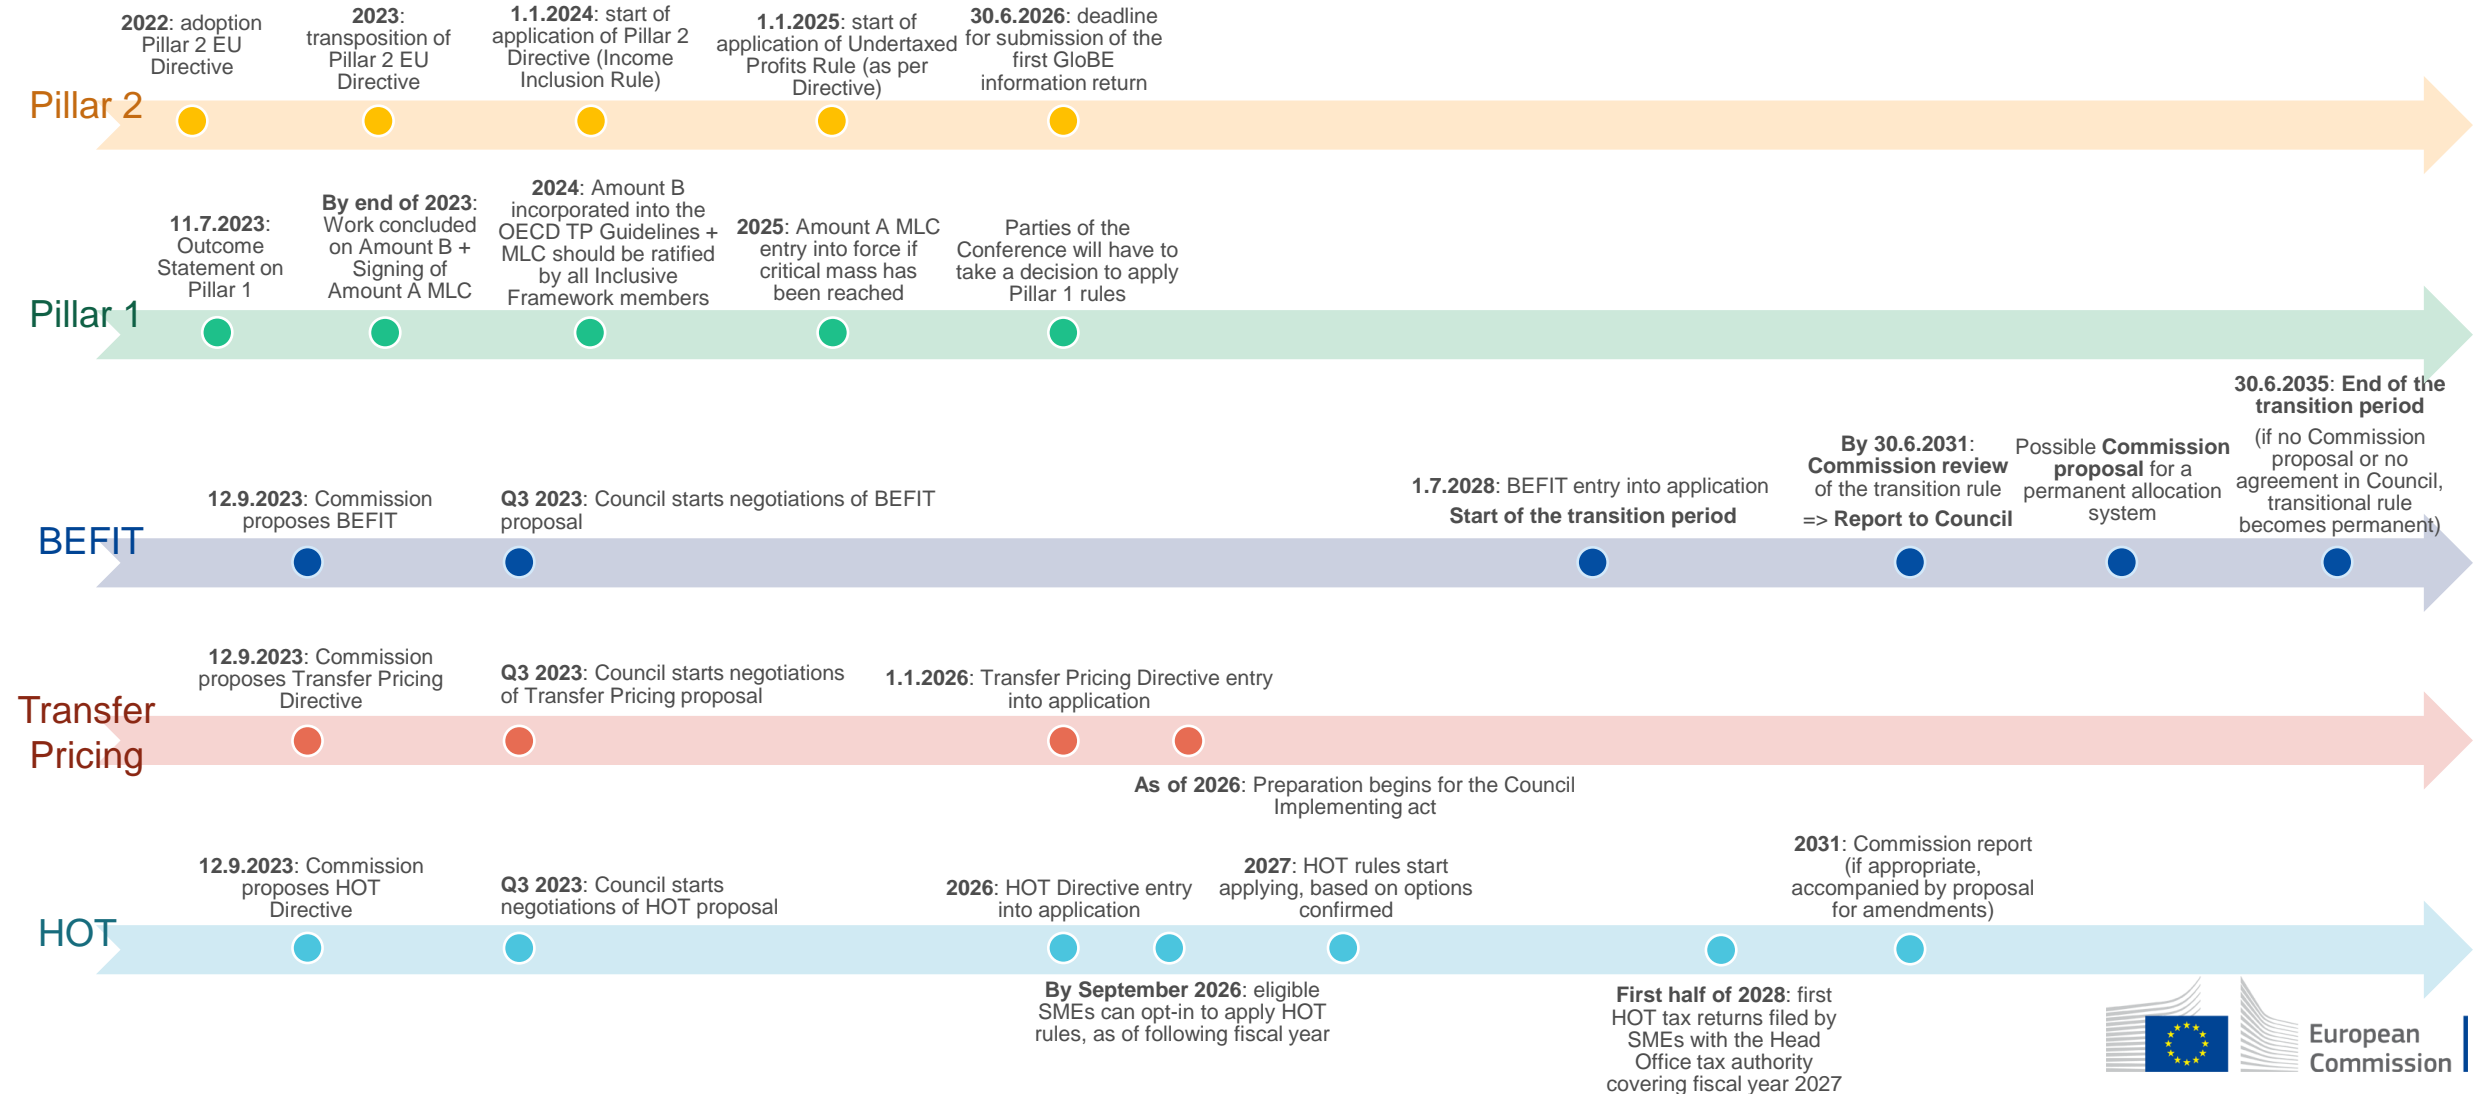 Pillar 2
2022: adoption
Pillar 2 EU
Directive
2023:
transposition of
Pillar 2 EU
Directive
1.1.2024: start of
application of Pillar 2
Directive (Income
Inclusion Rule)
1.1.2025: start of
application of Undertaxed
Profits Rule (as per
Directive)
30.6.2026: deadline
for submission of the
first GloBE
information return
Pillar 1
11.7.2023:
Outcome
Statement on
Pillar 1
By end of 2023:
Work concluded
on Amount B +
Signing of
Amount A MLC
2024: Amount B
incorporated into the
OECD TP Guidelines +
MLC should be ratified
by all Inclusive
Framework members
2025: Amount A MLC
entry into force if
critical mass has
been reached
Parties of the
Conference will have to
take a decision to apply
Pillar 1 rules
BEFIT
12.9.2023: Commission
proposes BEFIT
Q3 2023: Council starts negotiations of BEFIT
proposal
1.7.2028: BEFIT entry into application
Start of the transition period
By 30.6.2031:
Commission review
of the transition rule
=> Report to Council
Possible Commission
proposal for a
permanent allocation
system
30.6.2035: End of the
transition period
(if no Commission
proposal or no
agreement in Council,
transitional rule
becomes permanent)
Transfer
Pricing
12.9.2023: Commission
proposes Transfer Pricing
Directive
Q3 2023: Council starts negotiations
of Transfer Pricing proposal
1.1.2026: Transfer Pricing Directive entry
into application
As of 2026: Preparation begins for the Council
Implementing act
HOT
12.9.2023: Commission
proposes HOT
Directive
Q3 2023: Council starts
negotiations of HOT proposal
2026: HOT Directive entry
into application
By September 2026: eligible
SMEs can opt-in to apply HOT
rules, as of following fiscal year
2027: HOT rules start
applying, based on options
confirmed
First half of 2028: first
HOT tax returns filed by
SMEs with the Head
Office tax authority
covering fiscal year 2027
2031: Commission report
(if appropriate,
accompanied by proposal
for amendments)
European
Commission